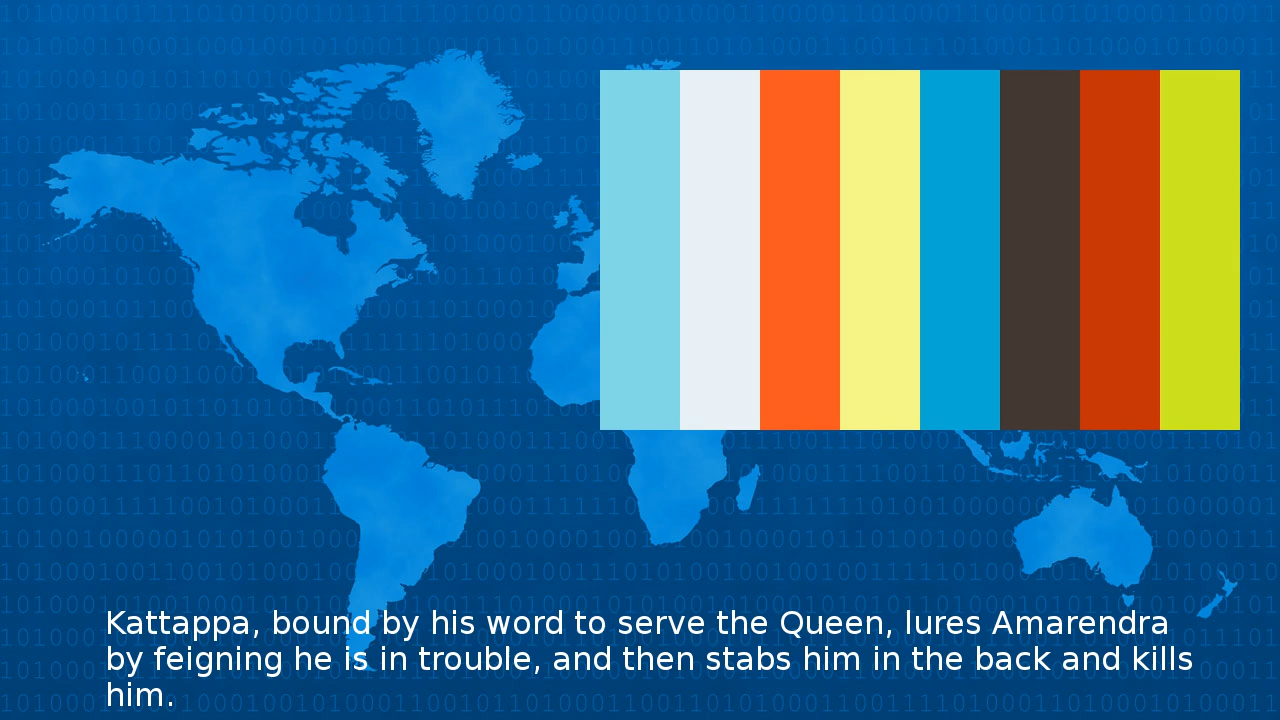 Kattappa, bound by his word to serve the Queen, lures Amarendra
by feigning he is in trouble, and then stabs him in the back and kills
him.